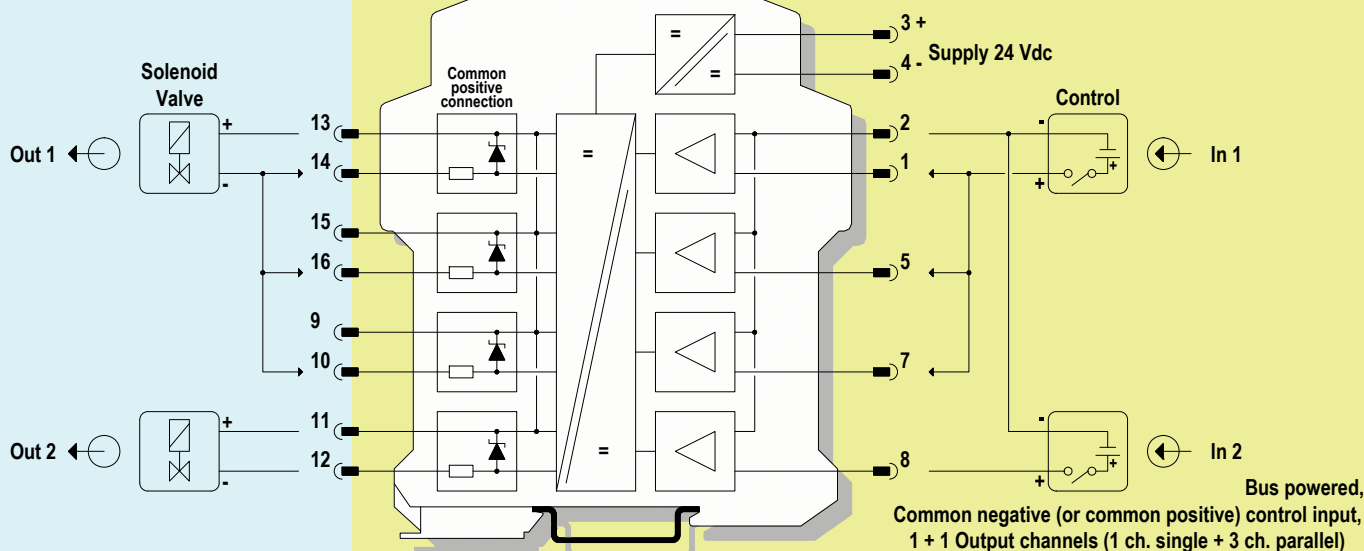 3 +
Supply 24 Vdc
4 -
=
=
Solenoid
Valve
Common
positive
connection
Control
+
13
=
2
-
Out 1
14
1
+
In 1
-
+
15
16
5
9
10
7
+
11
-
Out 2
12
=
8
+
In 2
-
+
Bus powered,
Common negative (or common positive) control input,
1 + 1 Output channels (1 ch. single + 3 ch. parallel)